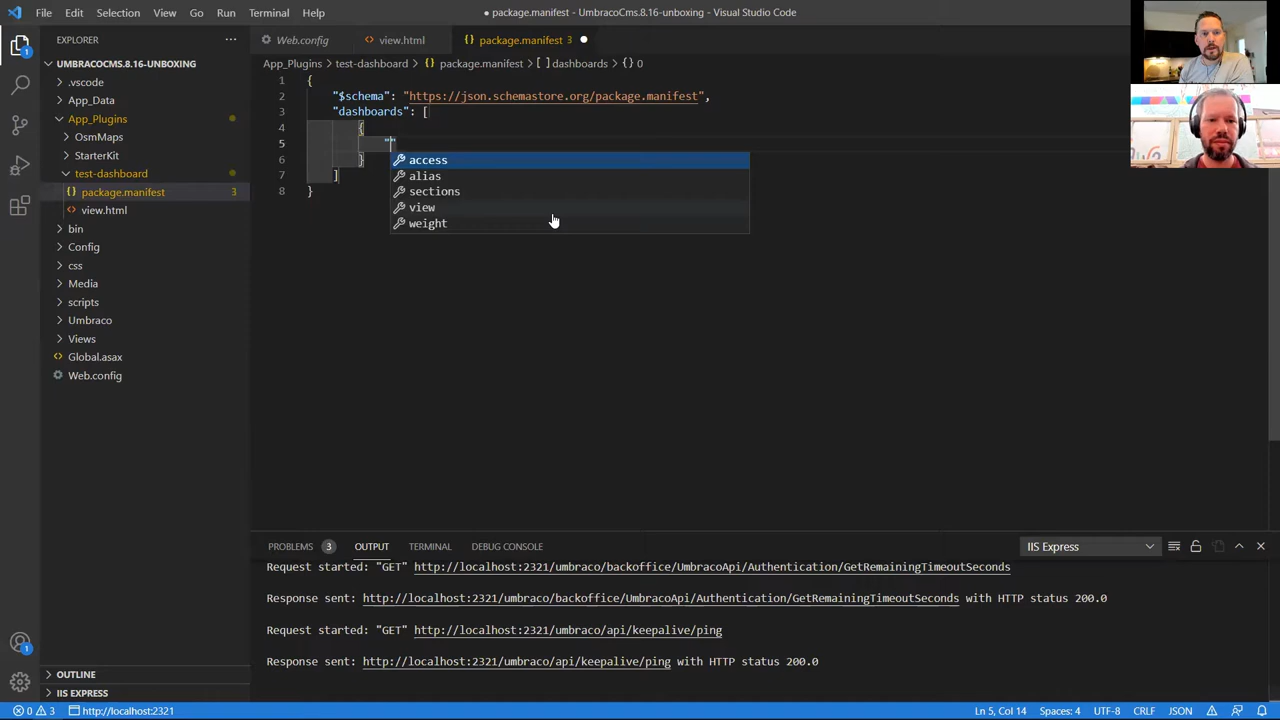 File Edit Selection View Go Run Terminal Help
● package.manifest - UmbracoCms.8.16-unboxing - Visual Studio Code
EXPLORER ···
Web.config
view.html
package.manifest 3 ●
UMBRACOCMS.8.16-UNBOXING
App_Plugins > test-dashboard > {} package.manifest > [ ] dashboards > {} 0
.vscode
App_Data
App_Plugins
OsmMaps
StarterKit
test-dashboard
{} package.manifest 3
<> view.html
bin
Config
css
Media
scripts
Umbraco
Views
<> Global.asax
Web.config
1 {
2 "$schema": "https://json.schemastore.org/package.manifest",
3 "dashboards": [
4 {
5 ""
6 }
7 ]
8 }
access
alias
sections
view
weight
PROBLEMS 3 OUTPUT TERMINAL DEBUG CONSOLE
IIS Express
Request started: "GET" http://localhost:2321/umbraco/backoffice/UmbracoApi/Authentication/GetRemainingTimeoutSeconds
Response sent: http://localhost:2321/umbraco/backoffice/UmbracoApi/Authentication/GetRemainingTimeoutSeconds with HTTP status 200.0
Request started: "GET" http://localhost:2321/umbraco/api/keepalive/ping
Response sent: http://localhost:2321/umbraco/api/keepalive/ping with HTTP status 200.0
OUTLINE
IIS EXPRESS
1
1
0 3 http://localhost:2321
Ln 5, Col 14 Spaces: 4 UTF-8 CRLF JSON